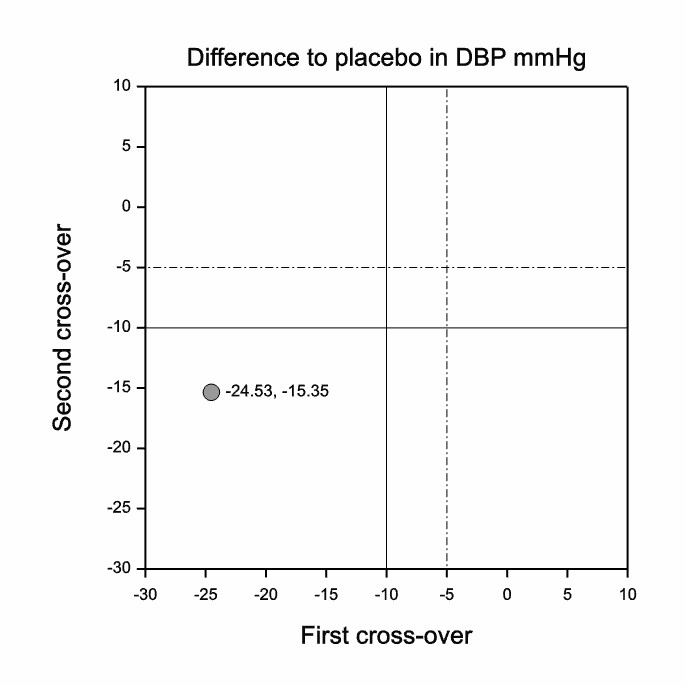 Difference to placebo in DBP mmHg
10
5
0
-5
-10
-15
-20
-25
-30
Second cross-over
-24.53, -15.35
-30 -25 -20 -15 -10 -5 0 5 10
First cross-over